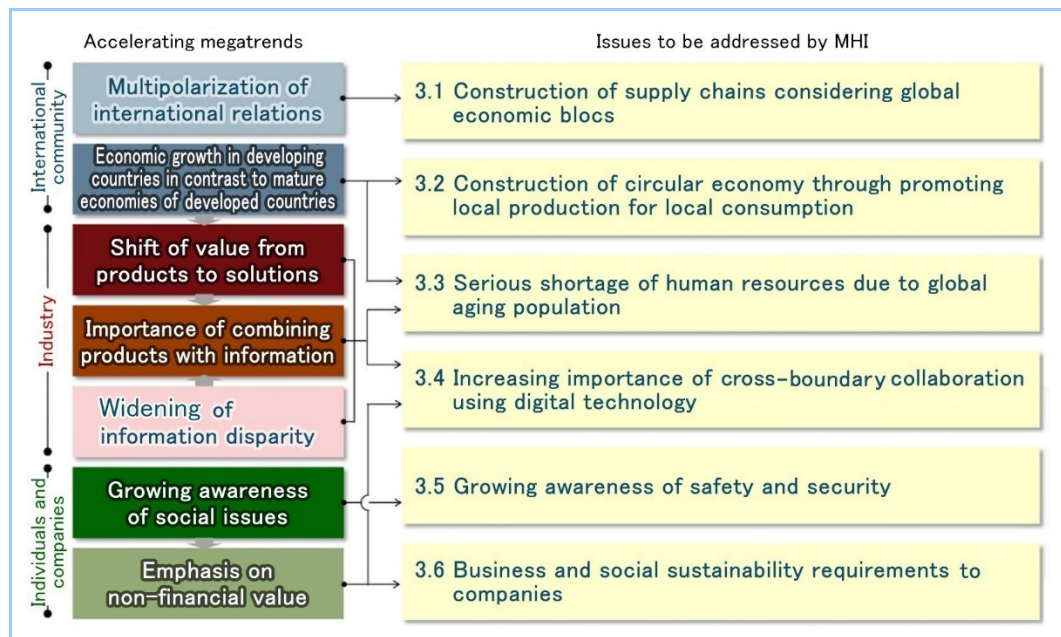 Accelerating megatrends
Issues to be addressed by MHI
International
community
Multipolarization of
international relations
Economic growth in developing
countries in contrast to mature
economies of developed countries
Industry
Shift of value from
products to solutions
Importance of combining
products with information
Widening of
information disparity
Individuals and
companies
Growing awareness
of social issues
Emphasis on
non-financial value
3.1 Construction of supply chains considering global
economic blocs
3.2 Construction of circular economy through promoting
local production for local consumption
3.3 Serious shortage of human resources due to global
aging population
3.4 Increasing importance of cross-boundary collaboration
using digital technology
3.5 Growing awareness of safety and security
3.6 Business and social sustainability requirements to
companies